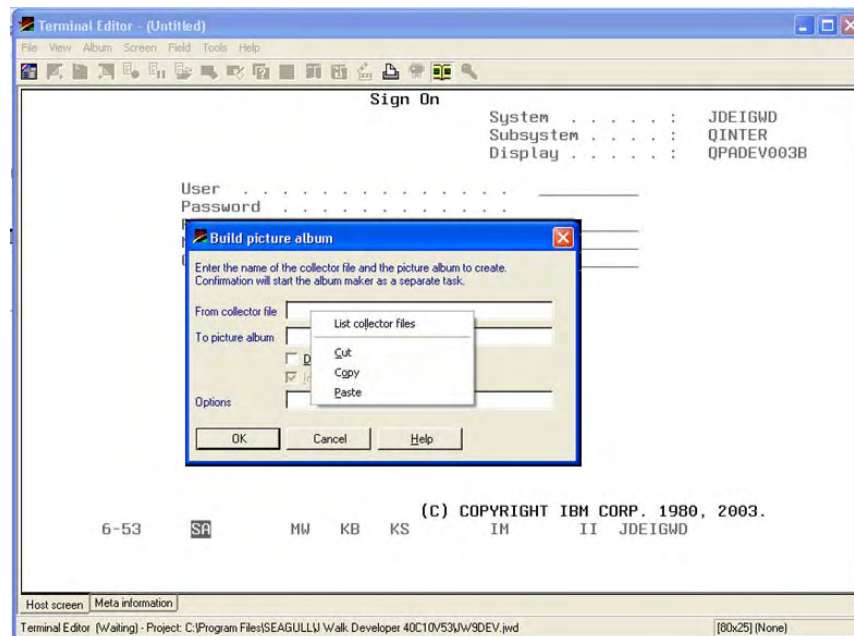 Terminal Editor - (Untitled)
File View Album Screen Field Tools Help
Sign On
System . . . . . : JDEIGWD
Subsystem . . . . : QINTER
Display . . . . . : QPADEV003B
User . . . . . . . . . . . . . .
Password . . . . . . . . . . . .
Build picture album
Enter the name of the collector file and the picture album to create.
Confirmation will start the album maker as a separate task.
From collector file
List collector files
To picture album
Cut
Copy
Paste
Options
OK Cancel Help
(C) COPYRIGHT IBM CORP. 1980, 2003.
6-53 SA MW KB KS IM II JDEIGWD
Host screen Meta information
Terminal Editor (Waiting) - Project: C:\Program Files\SEAGULL\J Walk Developer 40C10V53\JW9DEV.jwd [80x25] (None)